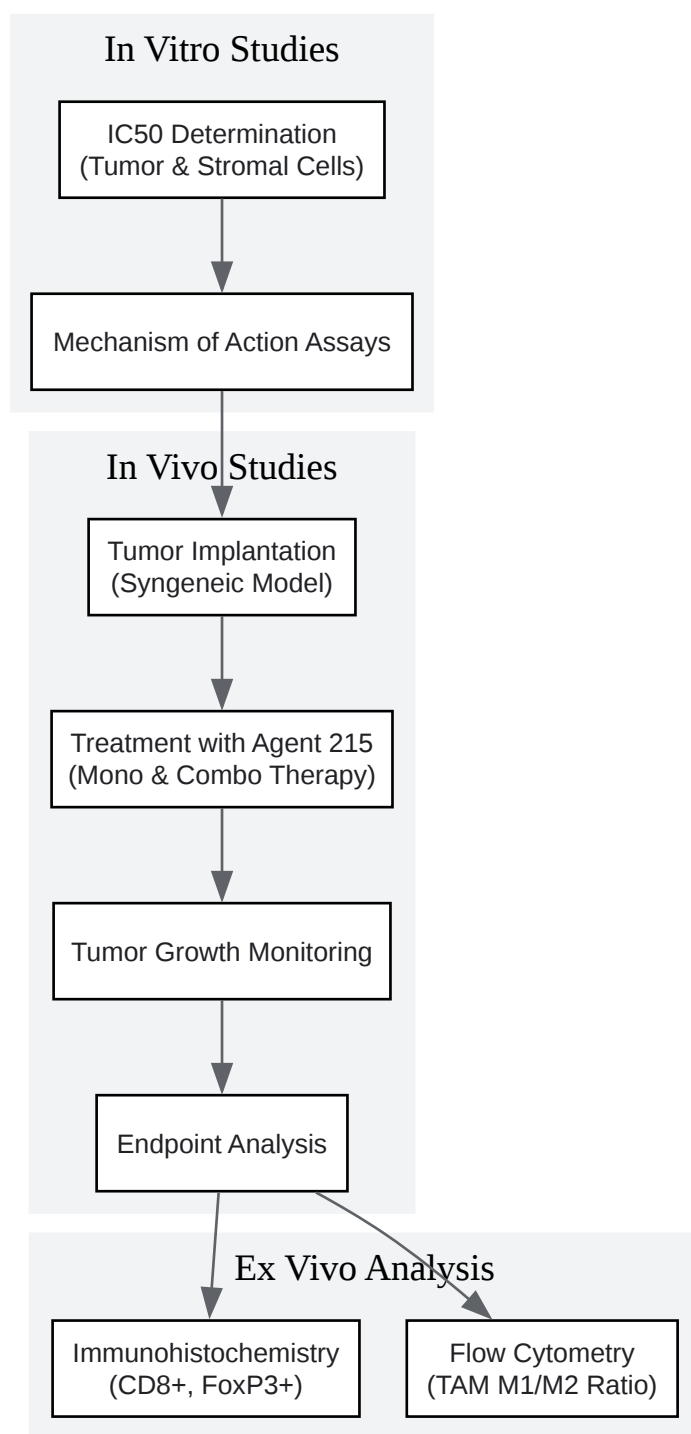 In Vitro Studies
IC50 Determination
(Tumor & Stromal Cells)
Mechanism of Action Assays
In Vivo Studies
Tumor Implantation
(Syngeneic Model)
Treatment with Agent 215
(Mono & Combo Therapy)
Tumor Growth Monitoring
Endpoint Analysis
Ex Vivo Analysis
Immunohistochemistry
(CD8+, FoxP3+)
Flow Cytometry
(TAM M1/M2 Ratio)